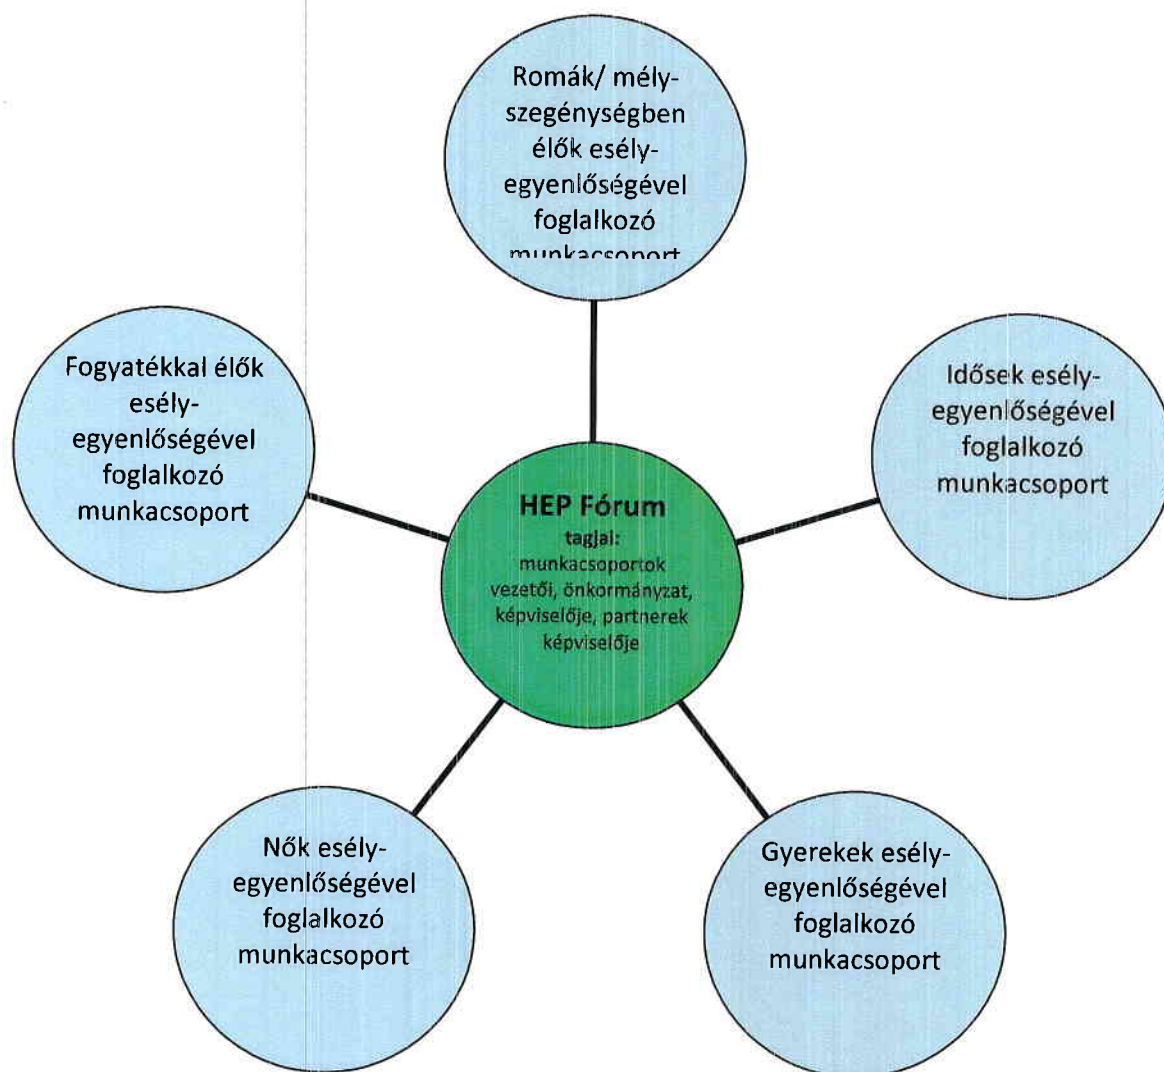 Romák/ mély-
szegénységben
élők esély-
egyenlőségével
foglalkozó
munkacsoport
Fogyatékkal élők
esély-
egyenlőségével
foglalkozó
munkacsoport
Idősek esély-
egyenlőségével
foglalkozó
munkacsoport
HEP Fórum
tagjai:
munkacsoportok
vezetői, önkormányzat,
képviselője, partnerek
képviselője
Nők esély-
egyenlőségével
foglalkozó
munkacsoport
Gyerekek esély-
egyenlőségével
foglalkozó
munkacsoport